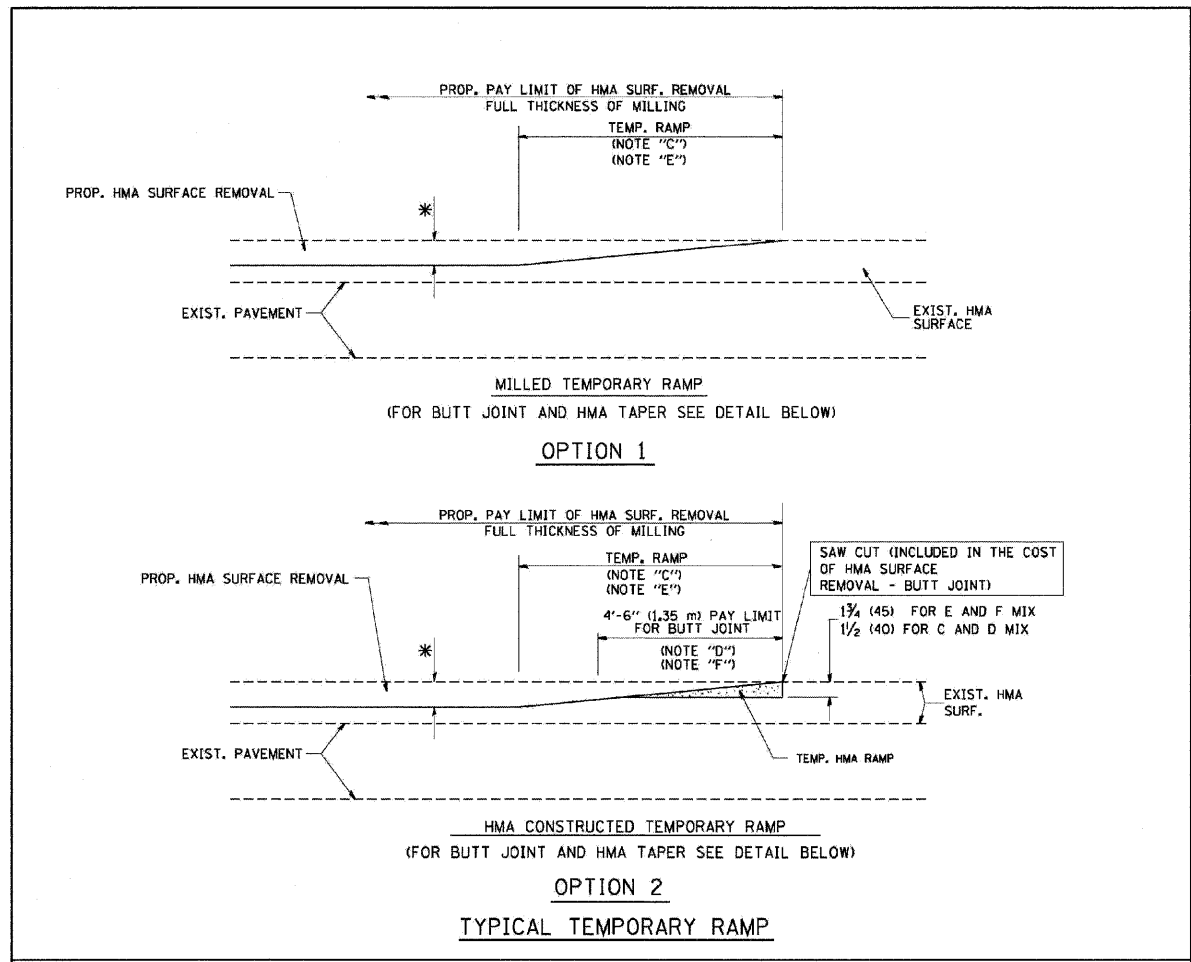 PROP. PAY LIMIT OF HMA SURF. REMOVAL
FULL THICKNESS OF MILLING
TEMP. RAMP
(NOTE "C")
(NOTE "E")
PROP. HMA SURFACE REMOVAL
*
EXIST. PAVEMENT
EXIST. HMA
SURFACE
MILLED TEMPORARY RAMP
(FOR BUTT JOINT AND HMA TAPER SEE DETAIL BELOW)
OPTION 1
PROP. PAY LIMIT OF HMA SURF. REMOVAL
FULL THICKNESS OF MILLING
TEMP. RAMP
(NOTE "C")
(NOTE "E")
SAW CUT (INCLUDED IN THE COST
OF HMA SURFACE
REMOVAL - BUTT JOINT)
PROP. HMA SURFACE REMOVAL
4'-6" (1.35 m) PAY LIMIT
FOR BUTT JOINT
(NOTE "D")
(NOTE "F")
1¾ (45) FOR E AND F MIX
1½ (40) FOR C AND D MIX
*
EXIST. HMA
SURF.
EXIST. PAVEMENT
TEMP. HMA RAMP
HMA CONSTRUCTED TEMPORARY RAMP
(FOR BUTT JOINT AND HMA TAPER SEE DETAIL BELOW)
OPTION 2
TYPICAL TEMPORARY RAMP